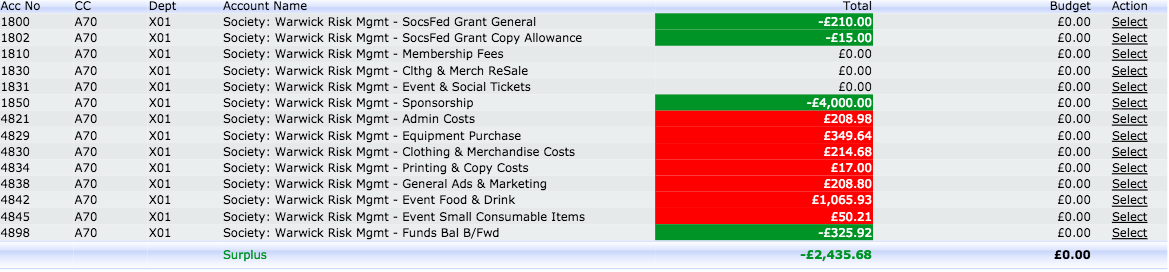 Acc No CC Dept Account Name Total Budget Action
1800 A70 X01 Society: Warwick Risk Mgmt - SocsFed Grant General -£210.00 £0.00 Select
1802 A70 X01 Society: Warwick Risk Mgmt - SocsFed Grant Copy Allowance -£15.00 £0.00 Select
1810 A70 X01 Society: Warwick Risk Mgmt - Membership Fees £0.00 £0.00 Select
1830 A70 X01 Society: Warwick Risk Mgmt - Clthg & Merch ReSale £0.00 £0.00 Select
1831 A70 X01 Society: Warwick Risk Mgmt - Event & Social Tickets £0.00 £0.00 Select
1850 A70 X01 Society: Warwick Risk Mgmt - Sponsorship -£4,000.00 £0.00 Select
4821 A70 X01 Society: Warwick Risk Mgmt - Admin Costs £208.98 £0.00 Select
4829 A70 X01 Society: Warwick Risk Mgmt - Equipment Purchase £349.64 £0.00 Select
4830 A70 X01 Society: Warwick Risk Mgmt - Clothing & Merchandise Costs £214.68 £0.00 Select
4834 A70 X01 Society: Warwick Risk Mgmt - Printing & Copy Costs £17.00 £0.00 Select
4838 A70 X01 Society: Warwick Risk Mgmt - General Ads & Marketing £208.80 £0.00 Select
4842 A70 X01 Society: Warwick Risk Mgmt - Event Food & Drink £1,065.93 £0.00 Select
4845 A70 X01 Society: Warwick Risk Mgmt - Event Small Consumable Items £50.21 £0.00 Select
4898 A70 X01 Society: Warwick Risk Mgmt - Funds Bal B/Fwd -£325.92 £0.00 Select
Surplus -£2,435.68 £0.00